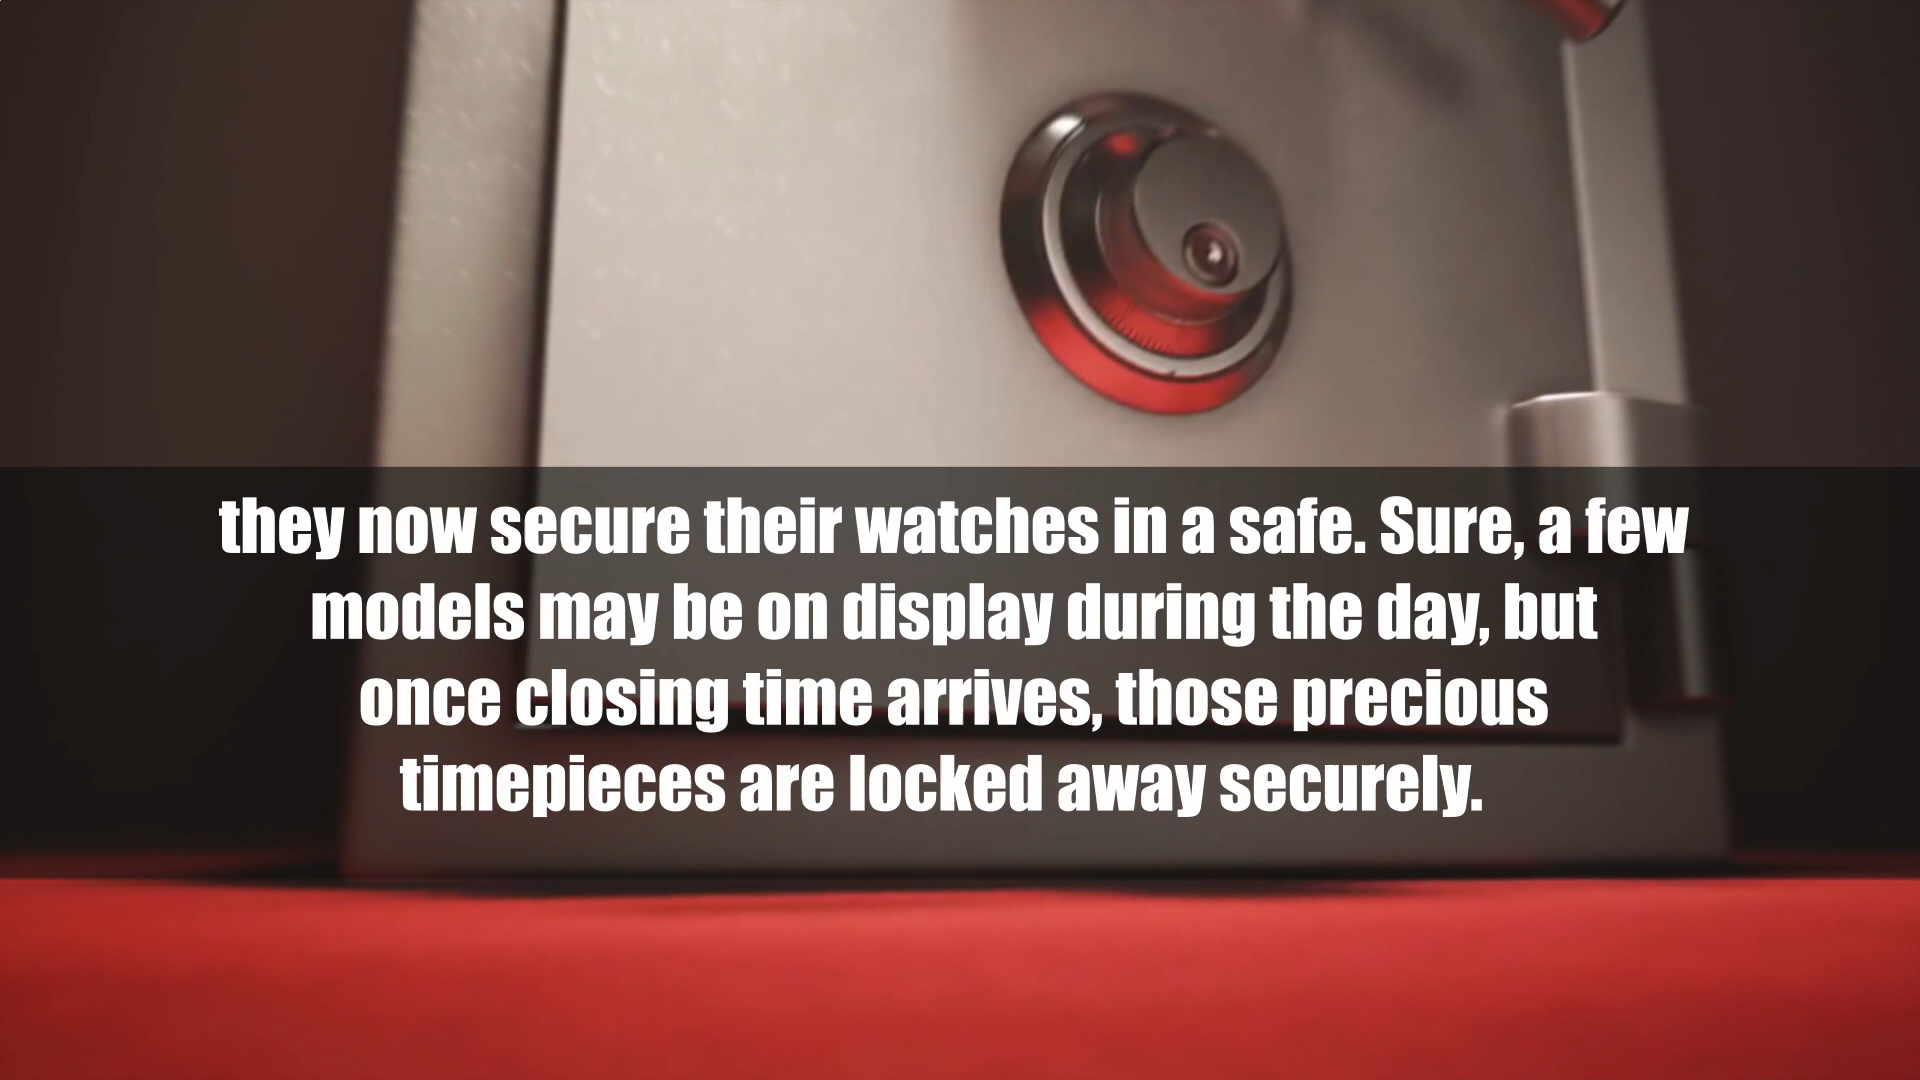 they now secure their watches in a safe. Sure, a few
models may be on display during the day, but
once closing time arrives, those precious
timepieces are locked away securely.